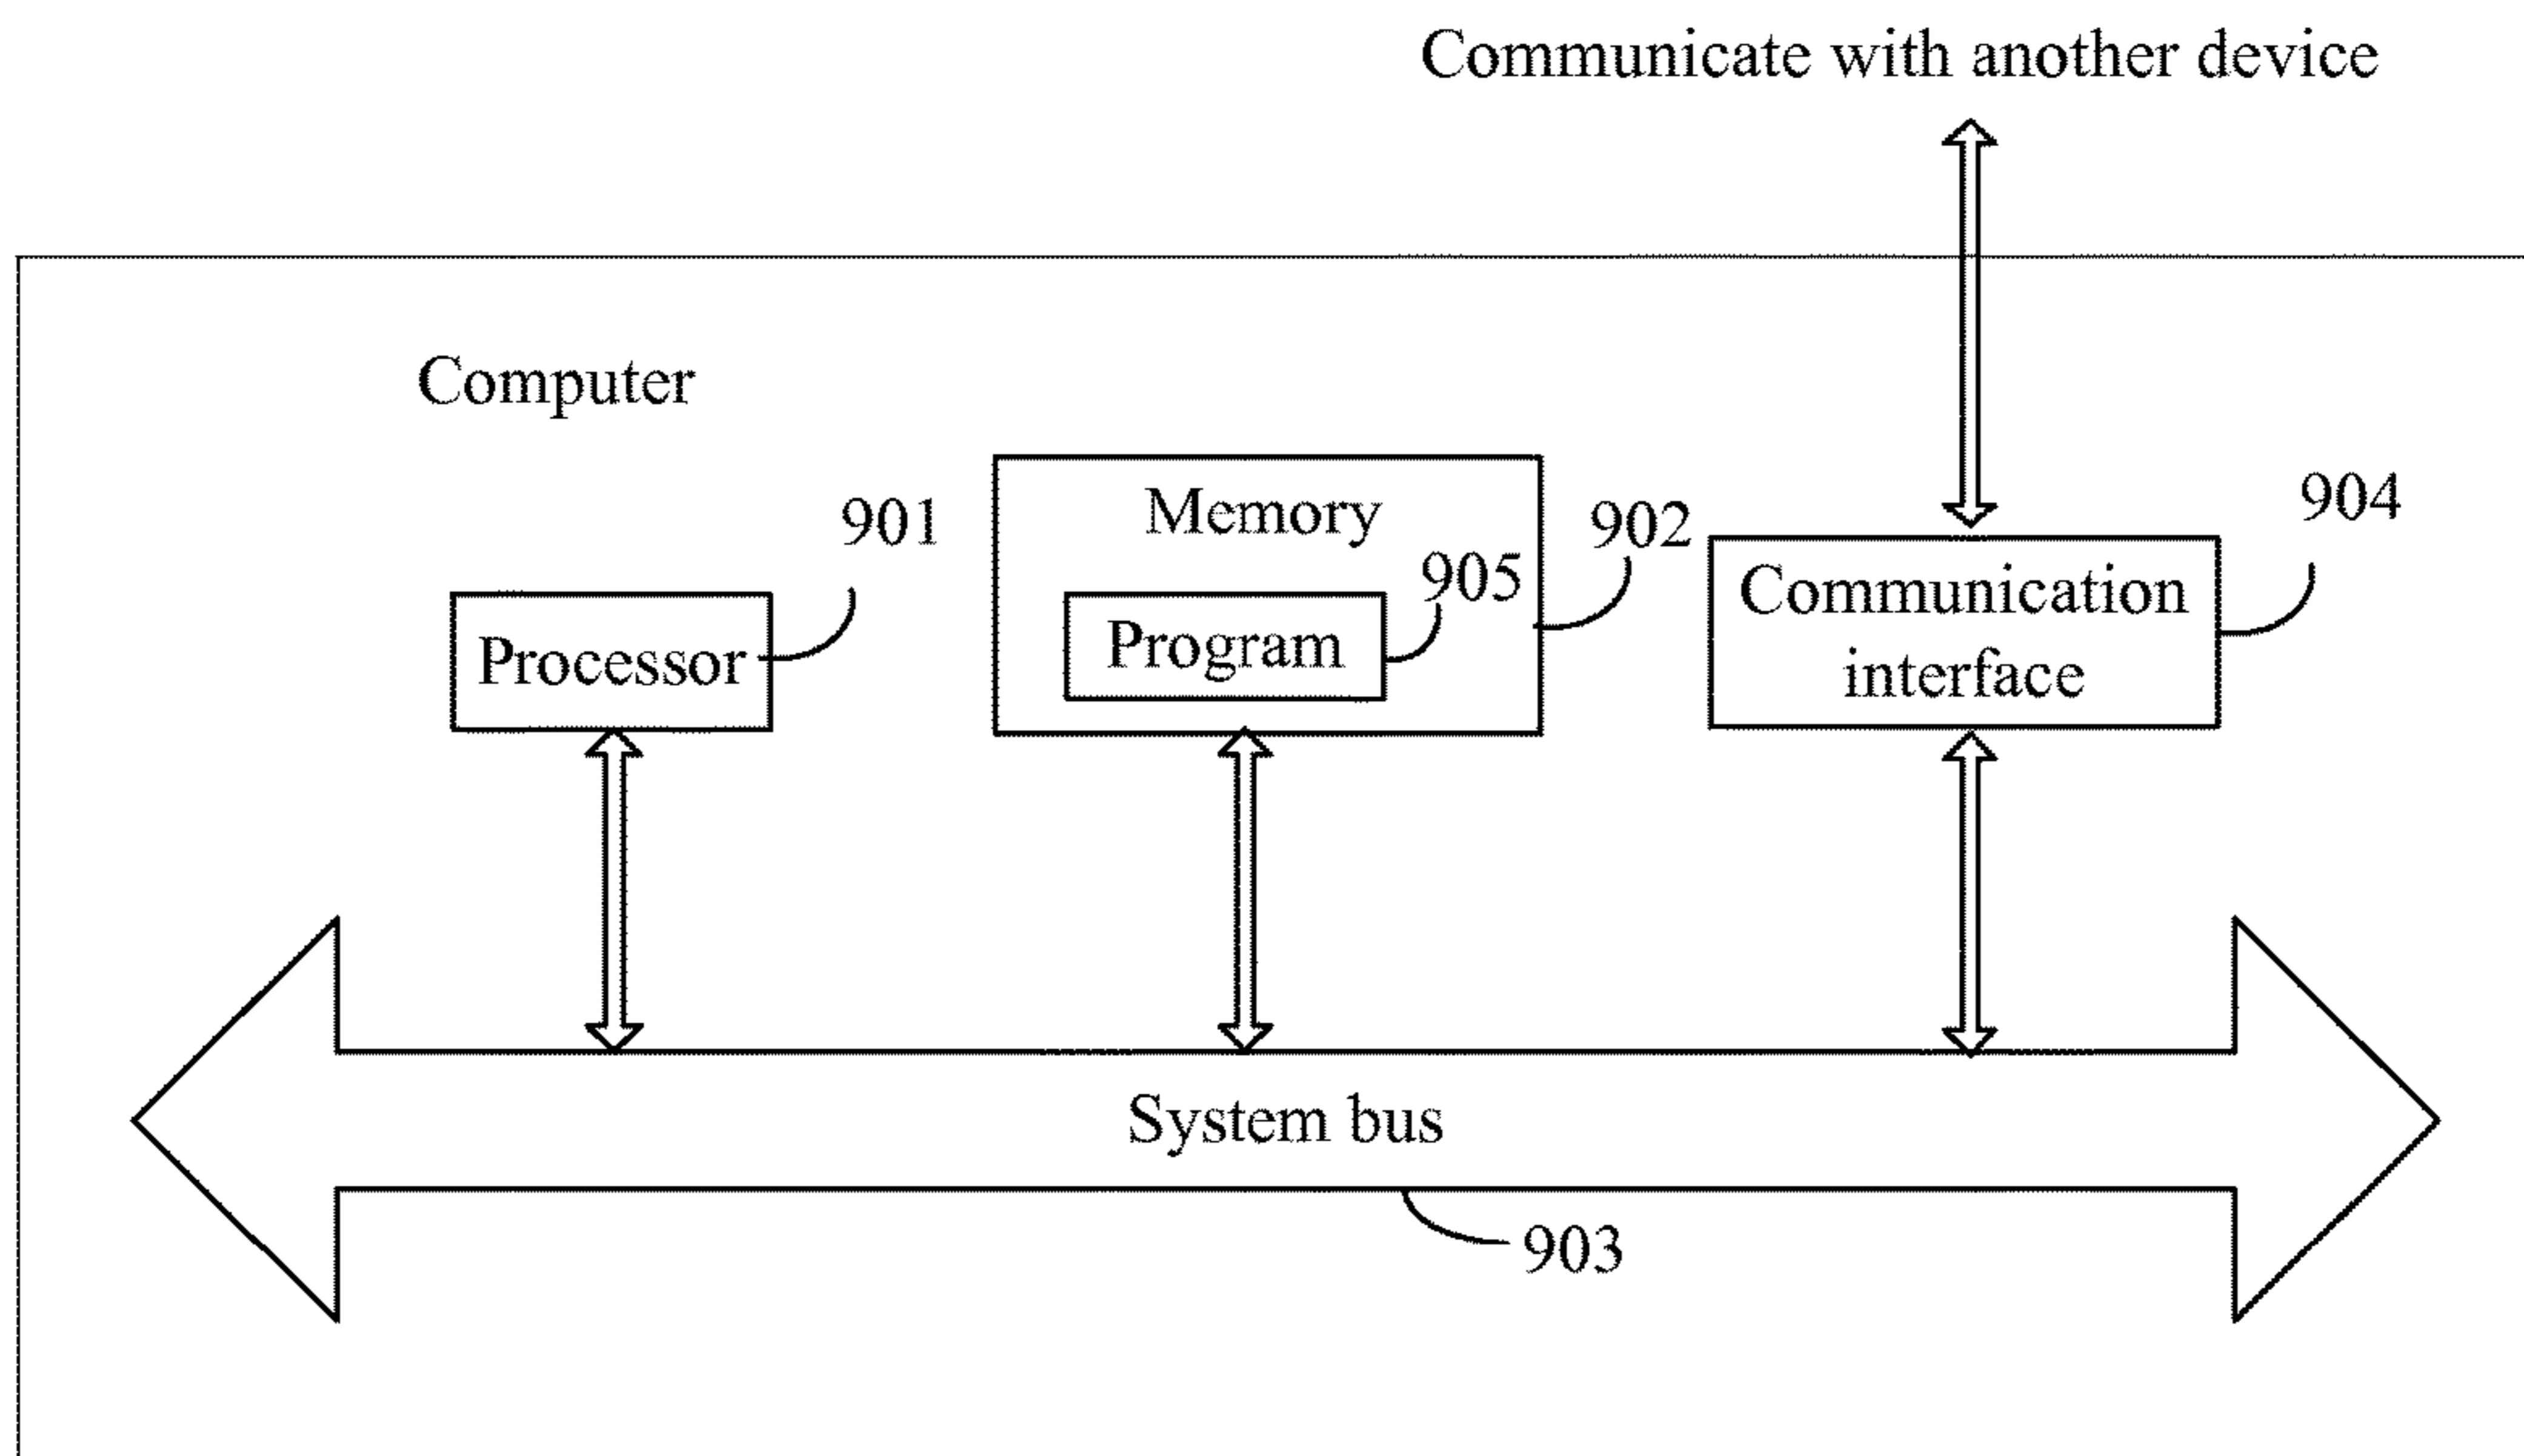 Communicate with another device
Computer
901
Memory
902
904
905
Processor
Program
Communication
interface
System bus
903